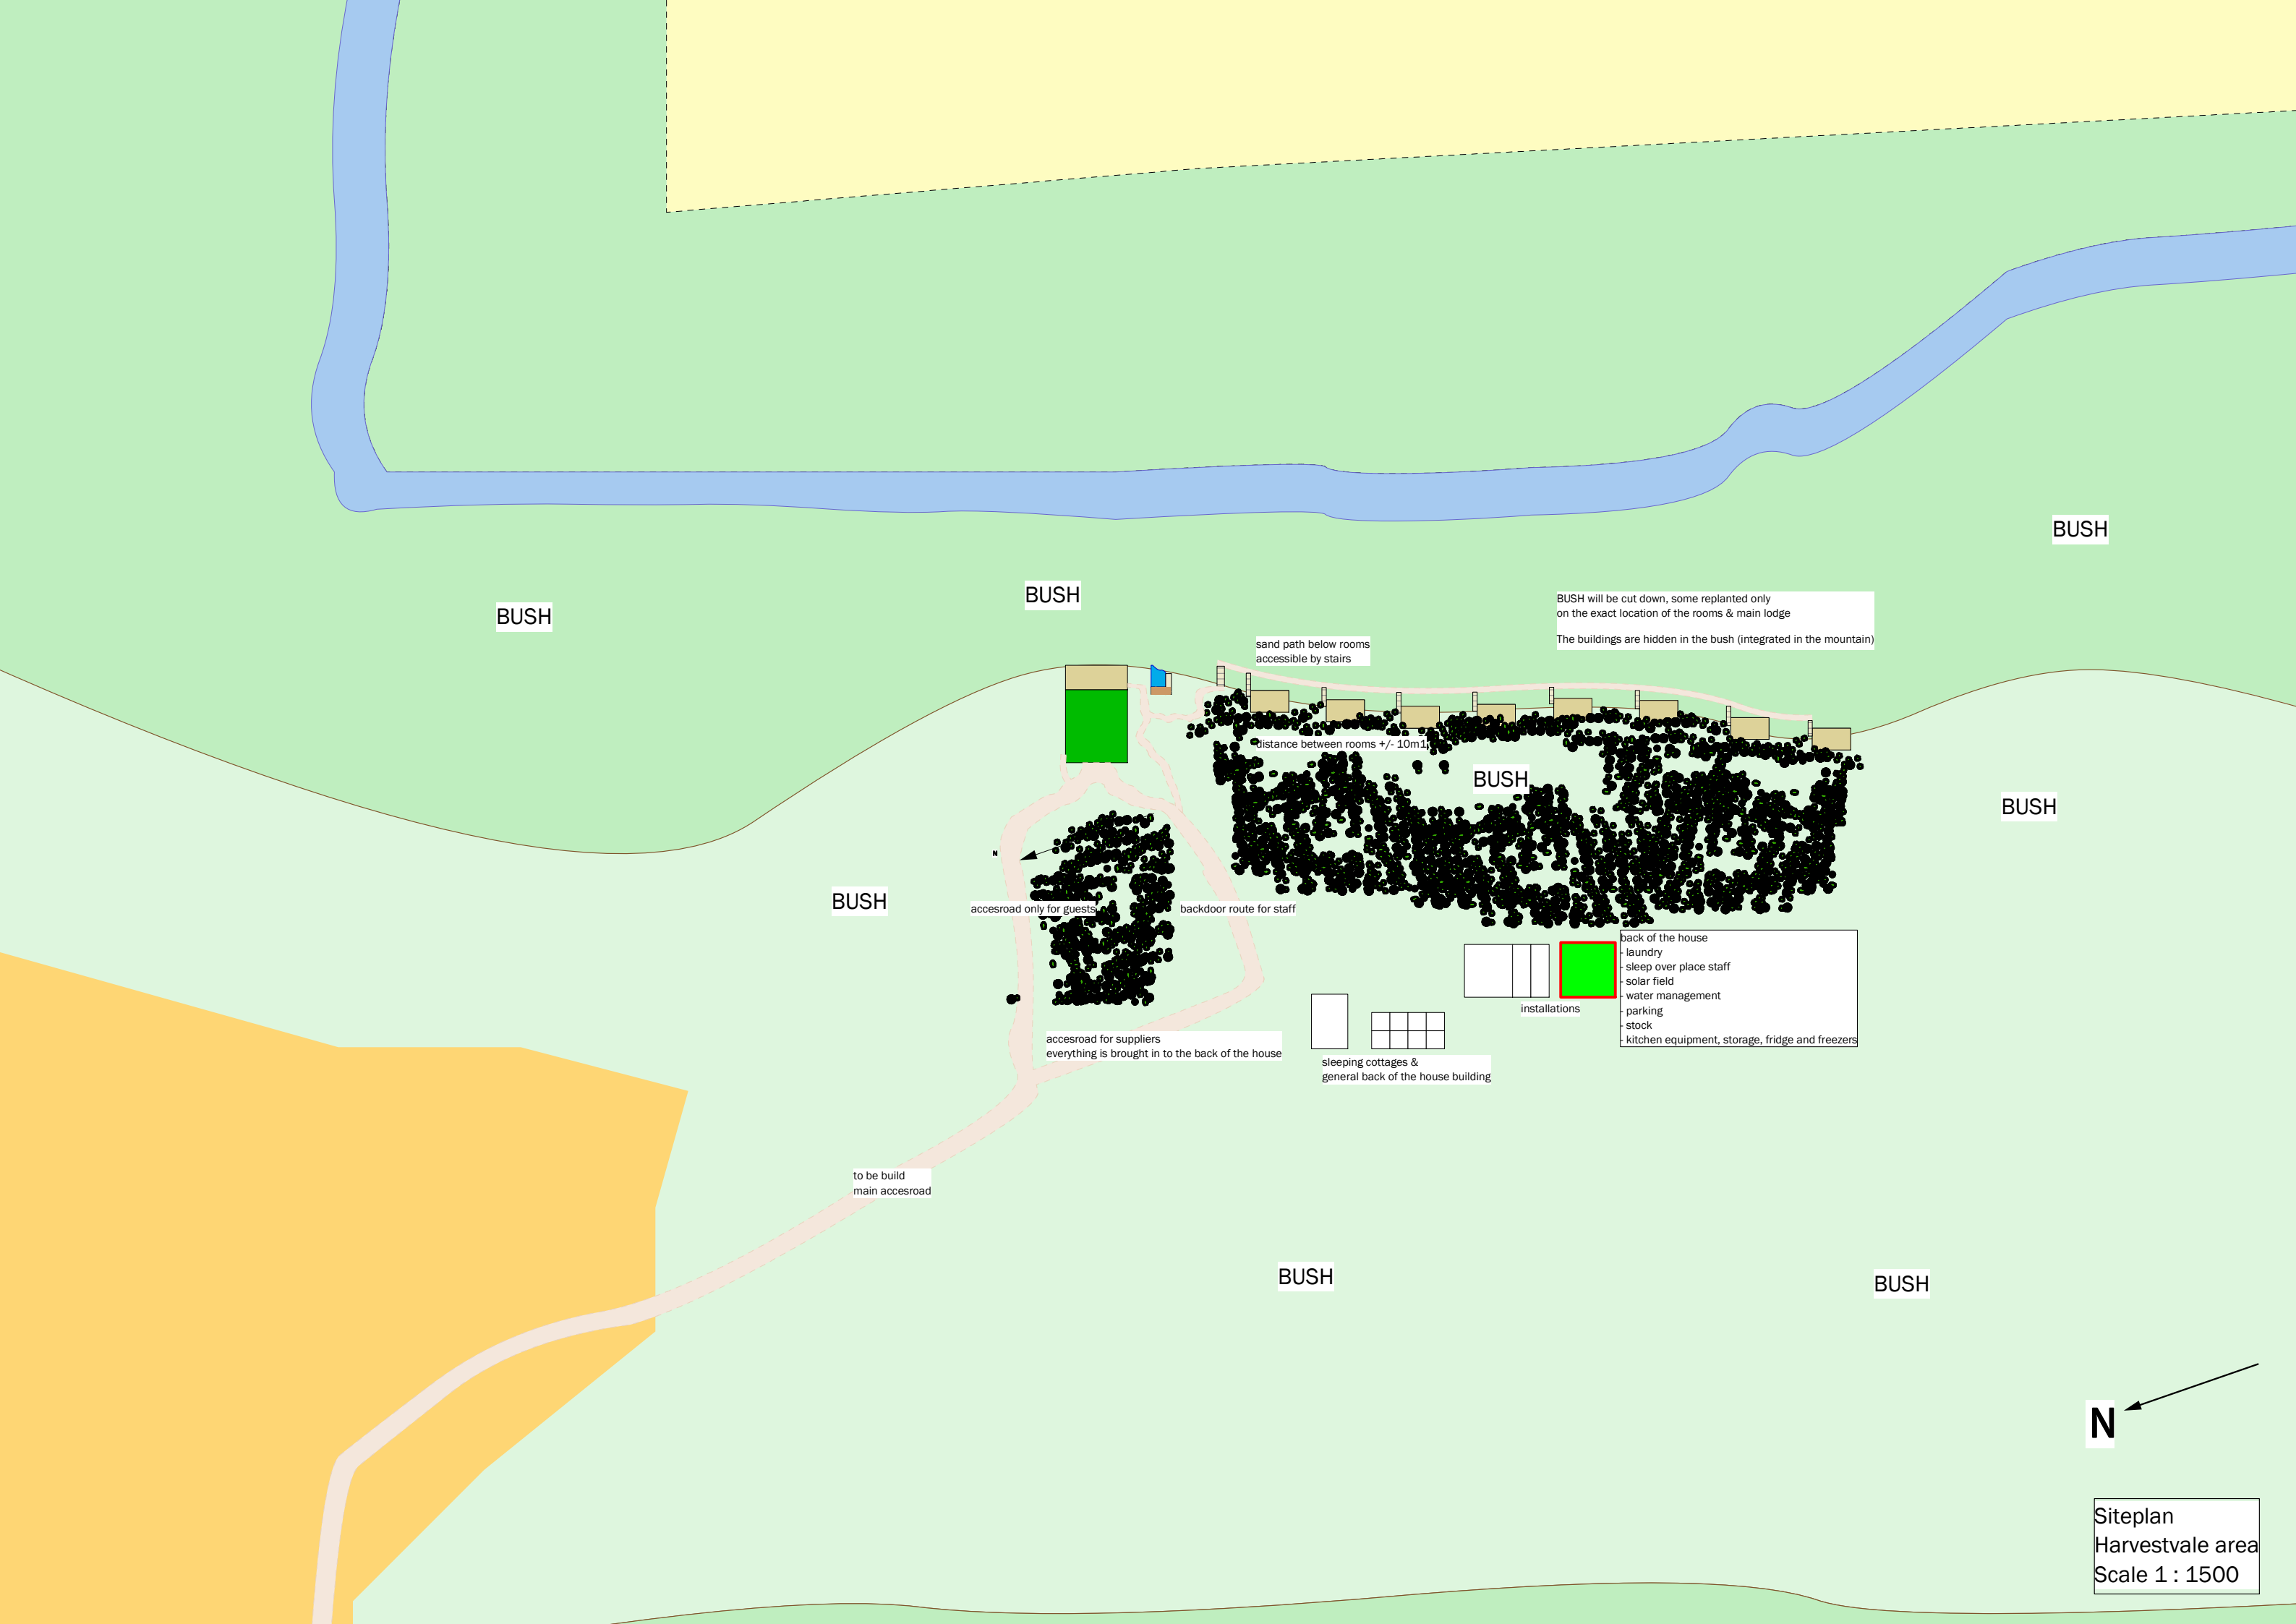 BUSH
BUSH
BUSH
BUSH will be cut down, some replanted only
on the exact location of the rooms & main lodge
The buildings are hidden in the bush (integrated in the mountain)
sand path below rooms
accessible by stairs
distance between rooms +/- 10m1
BUSH
BUSH
N
BUSH
accesroad only for guests
backdoor route for staff
back of the house
- laundry
- sleep over place staff
- solar field
- water management
- parking
- stock
- kitchen equipment, storage, fridge and freezers
installations
accesroad for suppliers
everything is brought in to the back of the house
sleeping cottages &
general back of the house building
to be build
main accesroad
BUSH
BUSH
N
Siteplan
Harvestvale area
Scale 1 : 1500